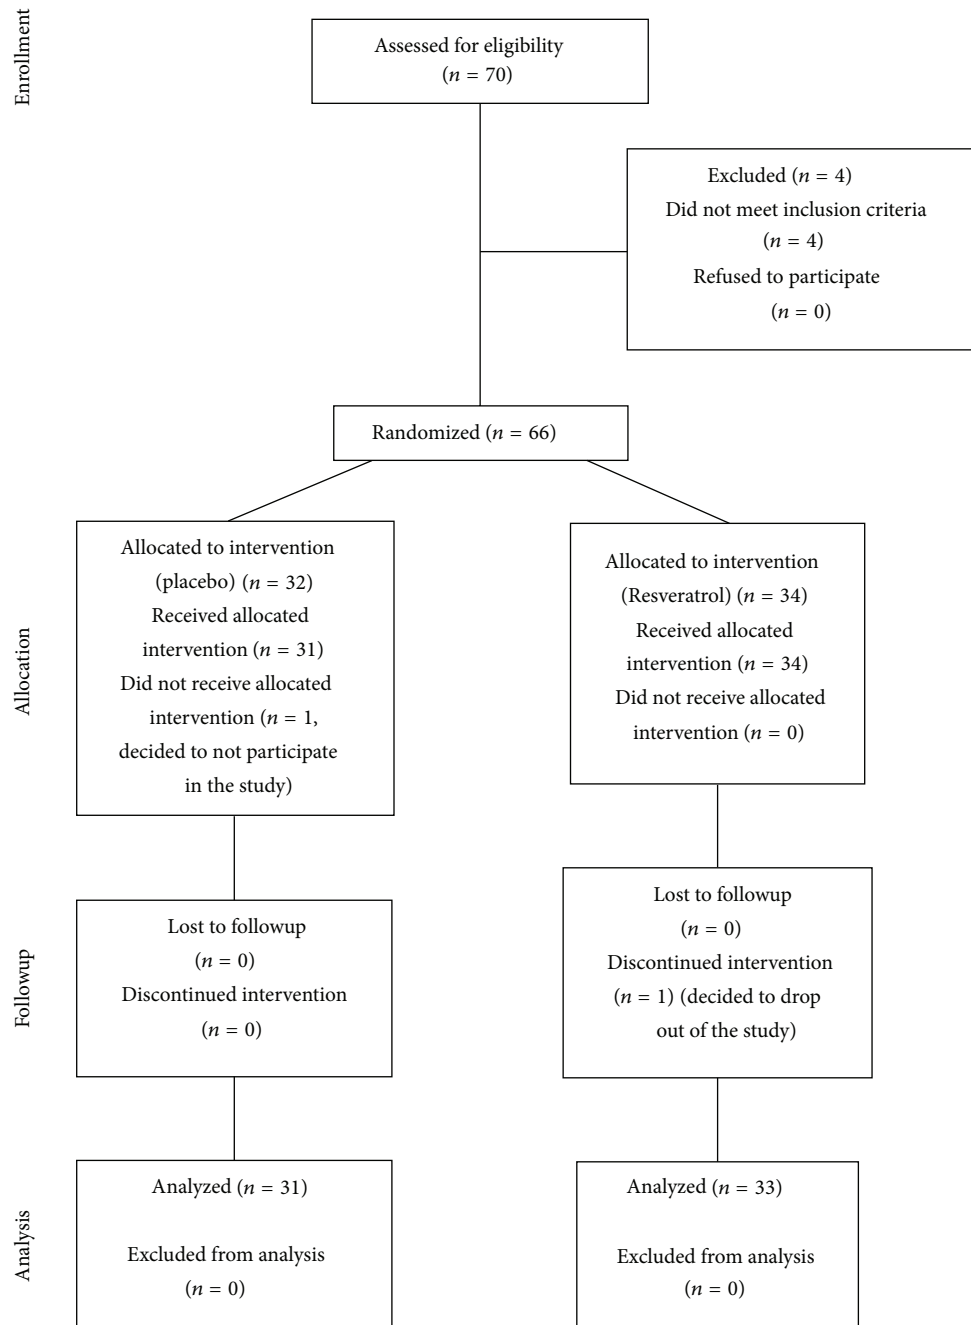 Enrollment
Assessed for eligibility
(n = 70)
Excluded (n = 4)
Did not meet inclusion criteria
(n = 4)
Refused to participate
(n = 0)
Randomized (n = 66)
Allocation
Allocated to intervention
(placebo) (n = 32)
Received allocated
intervention (n = 31)
Did not receive allocated
intervention (n = 1,
decided to not participate
in the study)
Allocated to intervention
(Resveratrol) (n = 34)
Received allocated
intervention (n = 34)
Did not receive allocated
intervention (n = 0)
Followup
Lost to followup
(n = 0)
Discontinued intervention
(n = 0)
Lost to followup
(n = 0)
Discontinued intervention
(n = 1) (decided to drop
out of the study)
Analysis
Analyzed (n = 31)
Excluded from analysis
(n = 0)
Analyzed (n = 33)
Excluded from analysis
(n = 0)